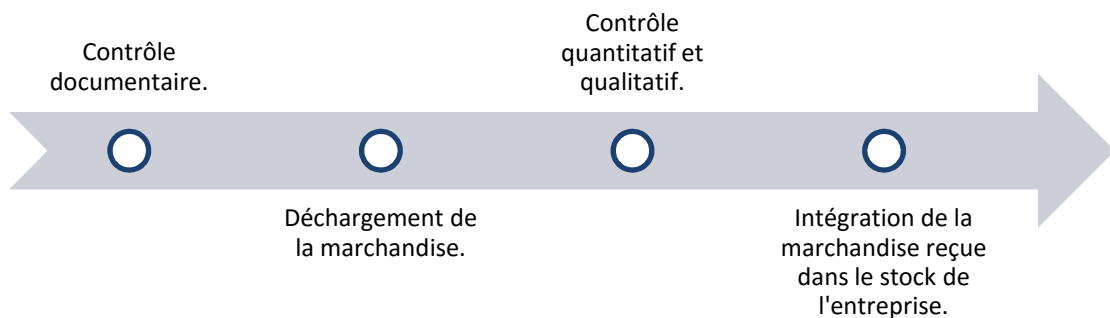 Contrôle
documentaire.
Déchargement de
la marchandise.
Contrôle
quantitatif et
qualitatif.
Intégration de la
marchandise reçue
dans le stock de
l'entreprise.